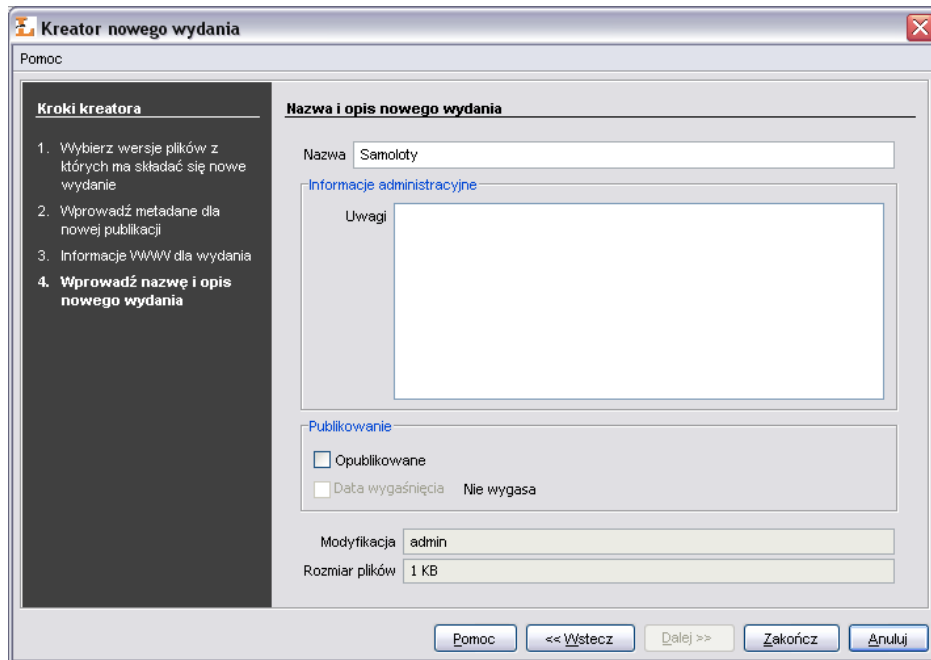 Kreator nowego wydania
Pomoc
Kroki kreatora
1. Wybierz wersje plików z
których ma składać się nowe
wydanie
2. Wprowadź metadane dla
nowej publikacji
3. Informacje WWW dla wydania
4. Wprowadź nazwę i opis
nowego wydania
Nazwa i opis nowego wydania
Nazwa Samoloty
Informacje administracyjne
Uwagi
Publikowanie
Opublikowane
Data wygaśnięcia Nie wygasa
Modyfikacja admin
Rozmiar plików 1 KB
Pomoc << Wstecz Dalej >> Zakończ Anuluj